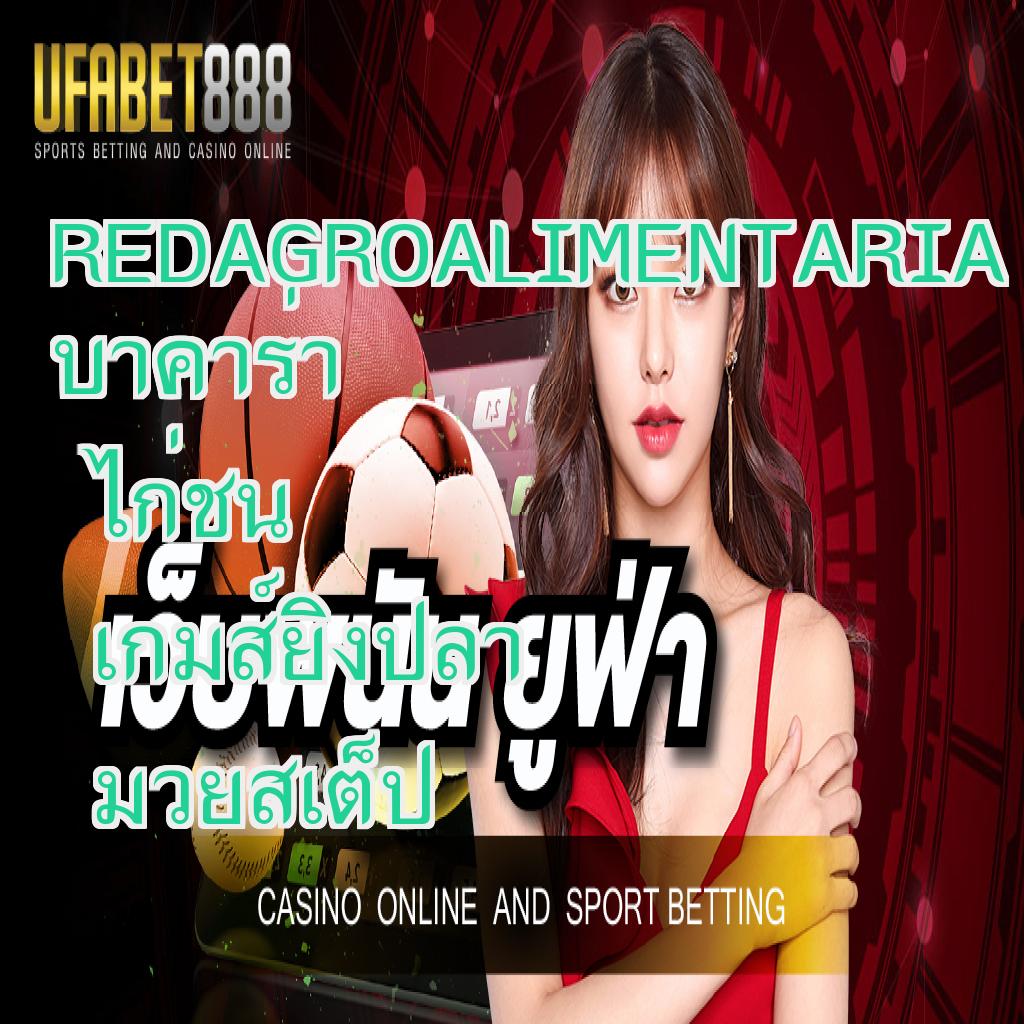 UFABET888
SPORTS BETTING AND CASINO ONLINE
REDAGROALIMENTARIA
บาคาร่า
ไก่ชน
เกมส์ยิงปลา
เว็บพนัน ยูฟ่า
มวยสเต็ป
CASINO ONLINE AND SPORT BETTING